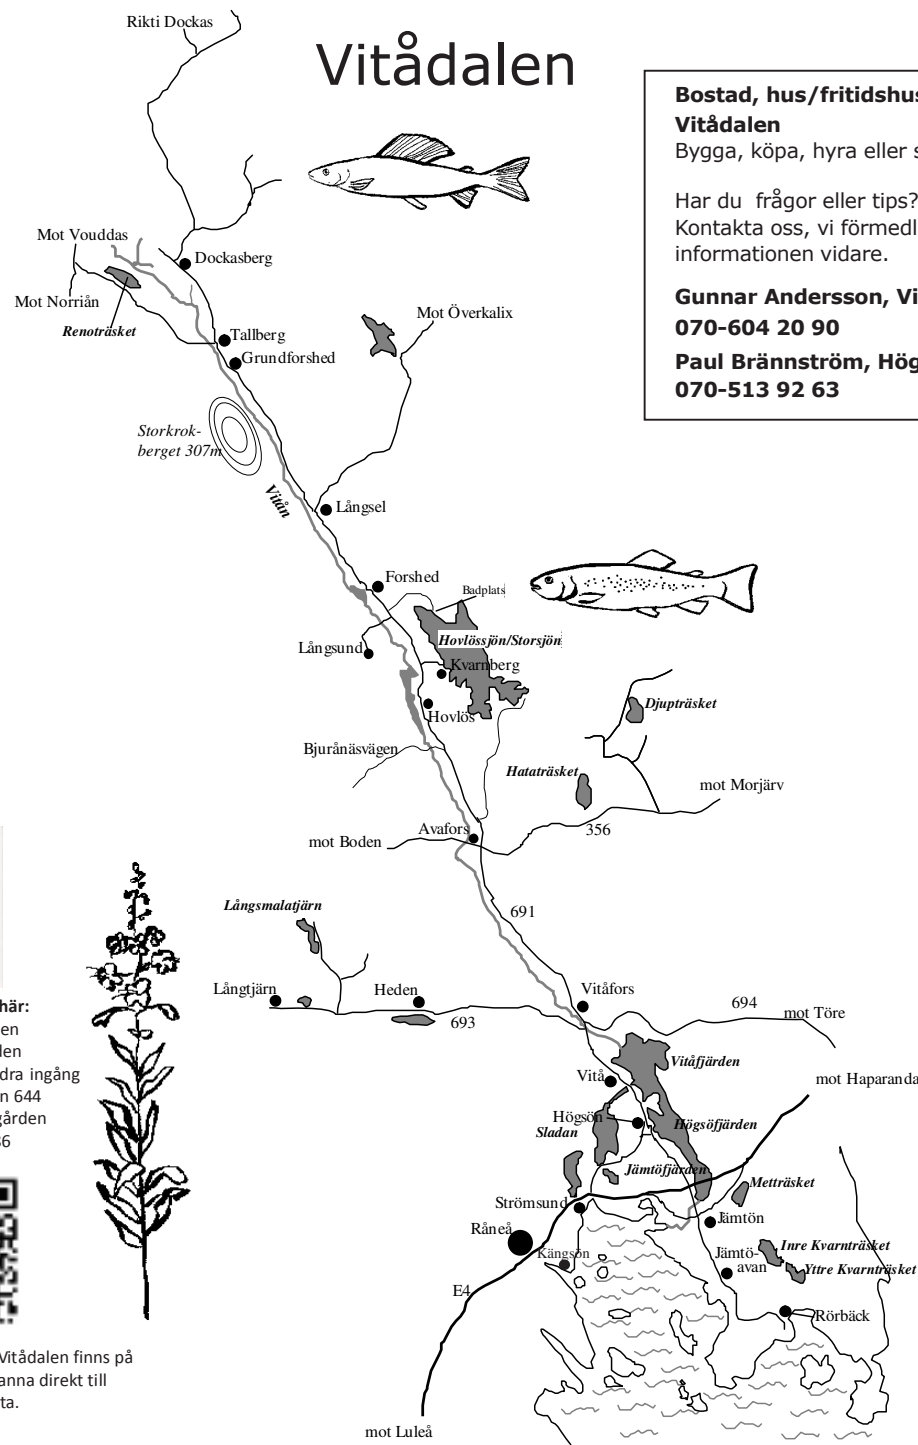 Rikti Dockas
Vitådalen
Bostad, hus/fritidshus
Vitådalen
Bygga, köpa, hyra eller s
Har du frågor eller tips?
Kontakta oss, vi förmedl
informationen vidare.
Gunnar Andersson, Vi
070-604 20 90
Paul Brännström, Hög
070-513 92 63
Mot Vouddas
Dockasberg
Mot Norriån
Renoträsket
Mot Överkalix
Tallberg
Grundforshed
Storkrok-
berget 307m
Vitån
Långsel
Forshed
Badplats
Långsund
Hovlössjön/Storsjön
Kvarnberg
Hovlös
Djupträsket
Bjurånäsvägen
Hataträsket
mot Morjärv
Avafors
356
mot Boden
Långsmalatjärn
691
Långtjärn
Heden
Vitåfors
693
694
mot Töre
Vitåfjärden
Vitå
mot Haparanda
Högsön
Sladan
Högsöfjärden
Jämtöfjärden
Metträsket
Strömsund
Jämtön
Råneå
Kängsön
Jämtö-
avan
Inre Kvarnträsket
Yttre Kvarnträsket
E4
Rörbäck
mot Luleå
här:
en
den
dra ingång
n 644
gården
36
Vitådalen finns på
anna direkt till
ta.